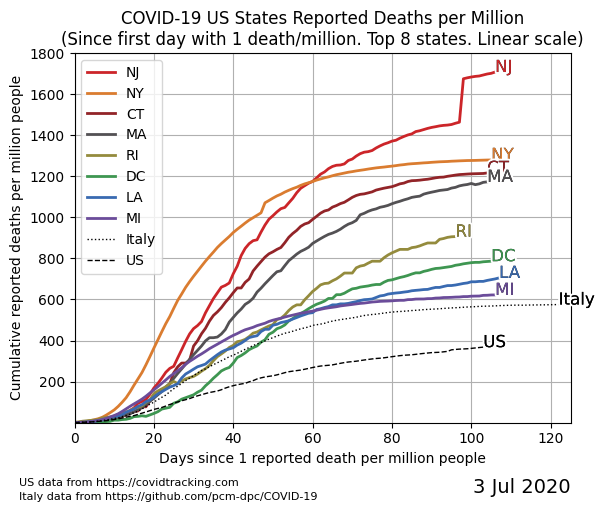 COVID-19 US States Reported Deaths per Million
(Since first day with 1 death/million. Top 8 states. Linear scale)
Cumulative reported deaths per million people
1800
1600
1400
1200
1000
800
600
400
200
NJ
NY
CT
MA
RI
DC
LA
MI
Italy
US
NJ
NY
CT
MA
RI
DC
LA
MI
Italy
US
0
20
40
60
80
100
120
Days since 1 reported death per million people
US data from https://covidtracking.com
Italy data from https://github.com/pcm-dpc/COVID-19
3 Jul 2020